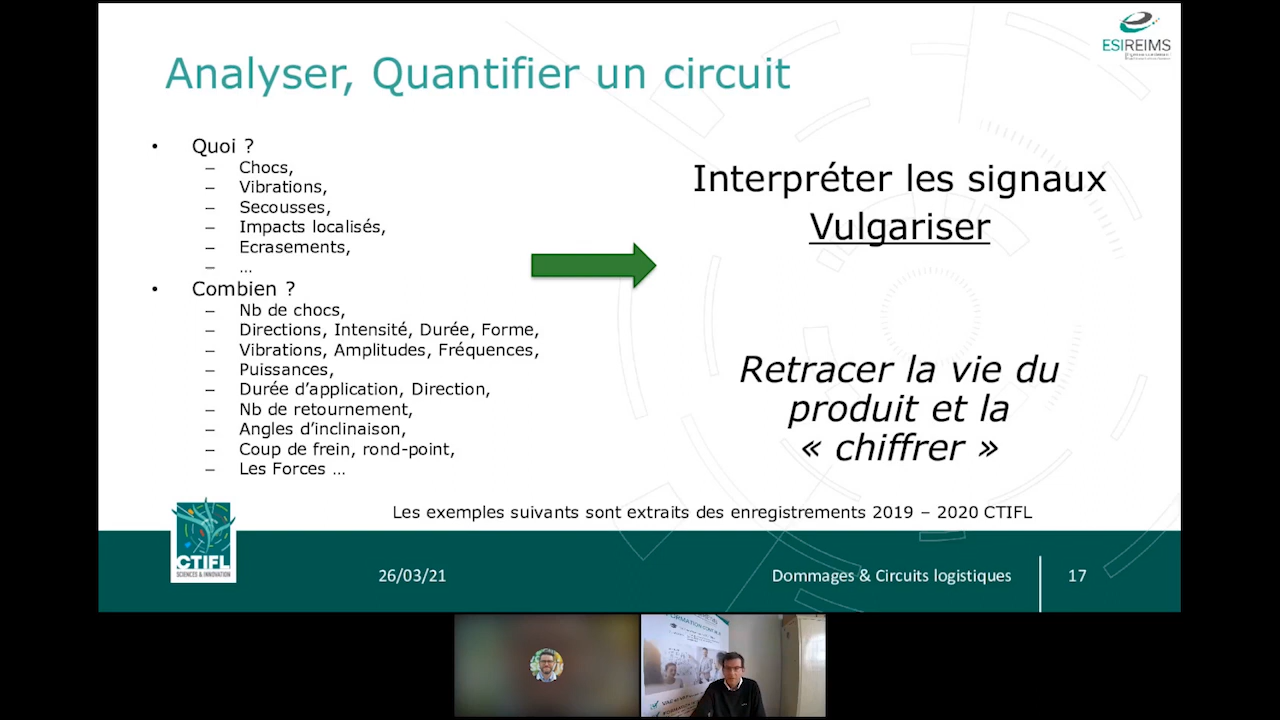 ESIREIMS
Analyser, Quantifier un circuit
• Quoi ?
– Chocs,
– Vibrations,
– Secousses,
– Impacts localisés,
– Ecrasements,
– …
• Combien ?
– Nb de chocs,
– Directions, Intensité, Durée, Forme,
– Vibrations, Amplitudes, Fréquences,
– Puissances,
– Durée d’application, Direction,
– Nb de retournement,
– Angles d’inclinaison,
– Coup de frein, rond-point,
– Les Forces …
Interpréter les signaux
Vulgariser
Retracer la vie du
produit et la
« chiffrer »
Les exemples suivants sont extraits des enregistrements 2019 – 2020 CTIFL
CTIFL
SCIENCES & INNOVATION
26/03/21
Dommages & Circuits logistiques
17